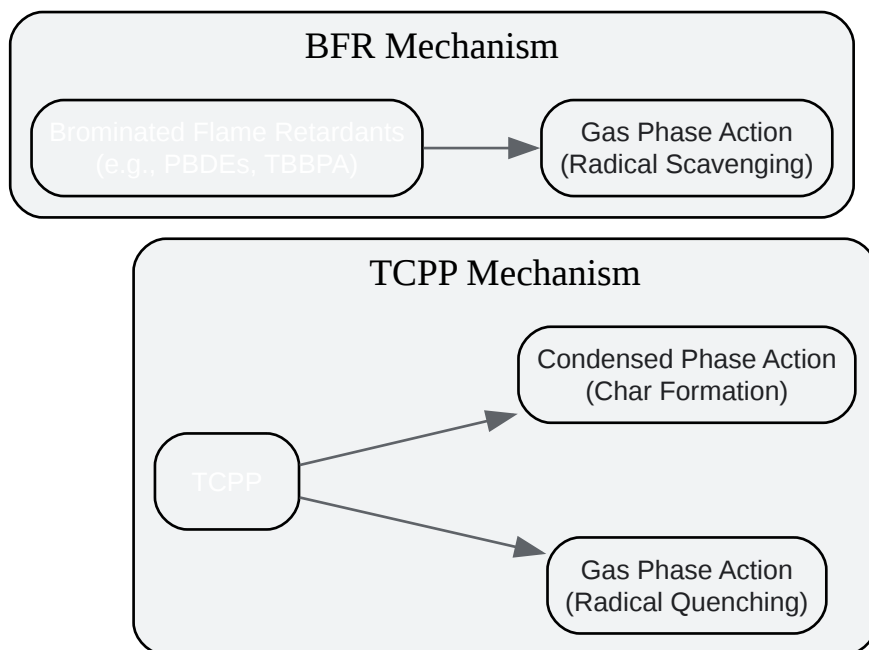 BFR Mechanism
Brominated Flame Retardants
(e.g., PBDEs, TBBPA)
Gas Phase Action
(Radical Scavenging)
TCPP Mechanism
Condensed Phase Action
(Char Formation)
TCPP
Gas Phase Action
(Radical Quenching)